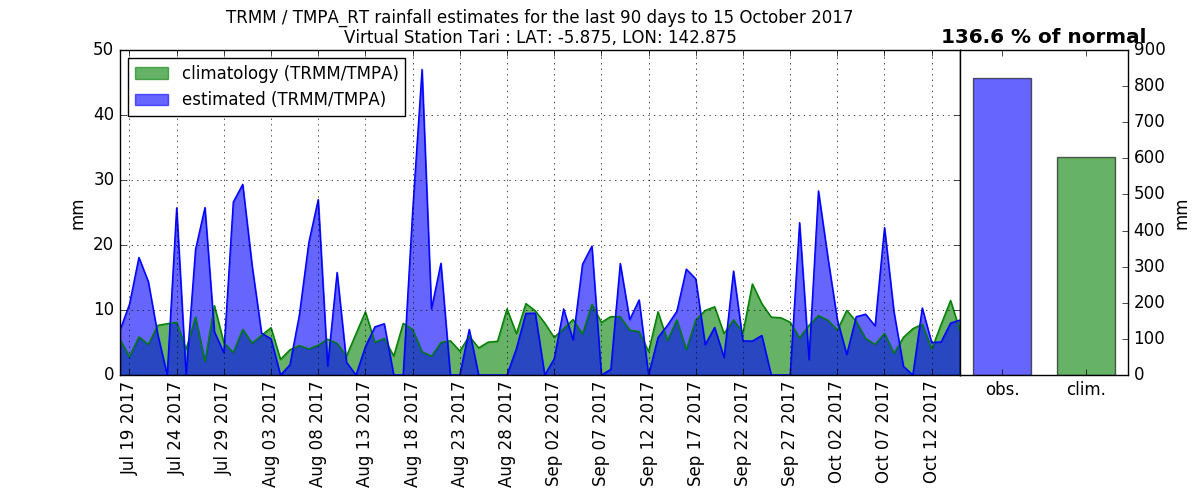 TRMM / TMPA_RT rainfall estimates for the last 90 days to 15 October 2017
Virtual Station Tari : LAT: -5.875, LON: 142.875
136.6 % of normal
climatology (TRMM/TMPA)
estimated (TRMM/TMPA)
50
40
30
20
10
0
mm
900
800
700
600
500
400
300
200
100
0
mm
Jul 19 2017
Jul 24 2017
Jul 29 2017
Aug 03 2017
Aug 08 2017
Aug 13 2017
Aug 18 2017
Aug 23 2017
Aug 28 2017
Sep 02 2017
Sep 07 2017
Sep 12 2017
Sep 17 2017
Sep 22 2017
Sep 27 2017
Oct 02 2017
Oct 07 2017
Oct 12 2017
obs.
clim.